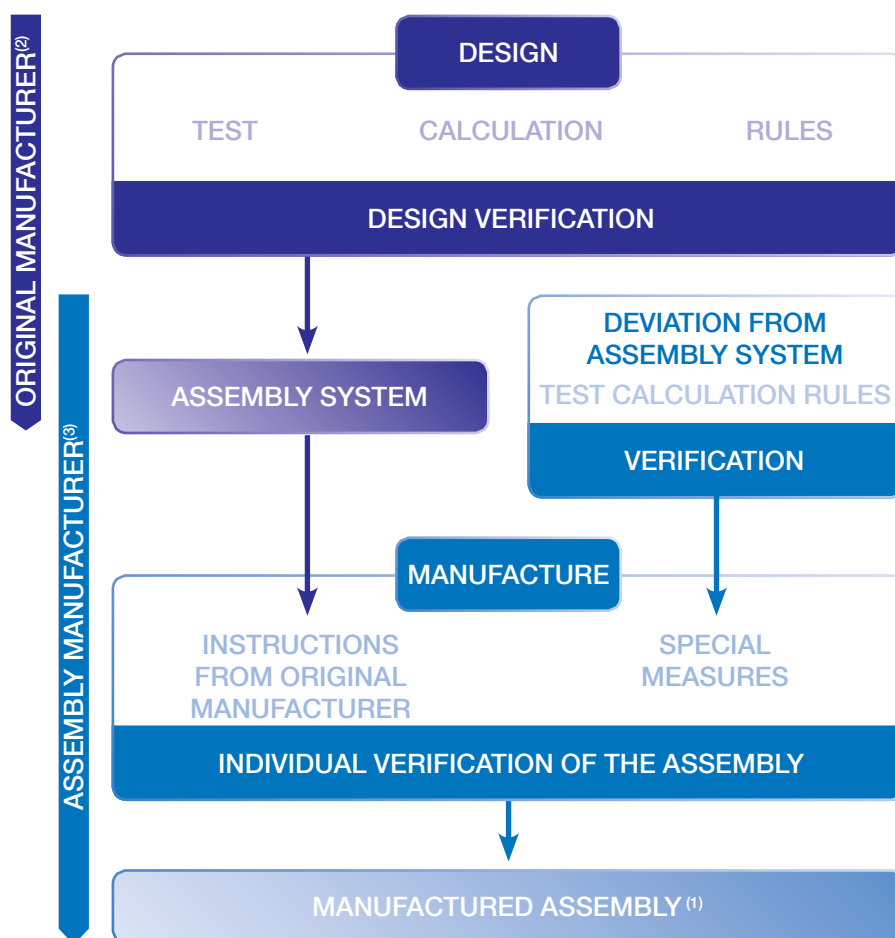 ORIGINAL MANUFACTURER(2)
DESIGN
TEST CALCULATION RULES
DESIGN VERIFICATION
ASSEMBLY MANUFACTURER(3)
DEVIATION FROM
ASSEMBLY SYSTEM
TEST CALCULATION RULES
ASSEMBLY SYSTEM
VERIFICATION
MANUFACTURE
INSTRUCTIONS
FROM ORIGINAL
MANUFACTURER
SPECIAL
MEASURES
INDIVIDUAL VERIFICATION OF THE ASSEMBLY
MANUFACTURED ASSEMBLY (1)